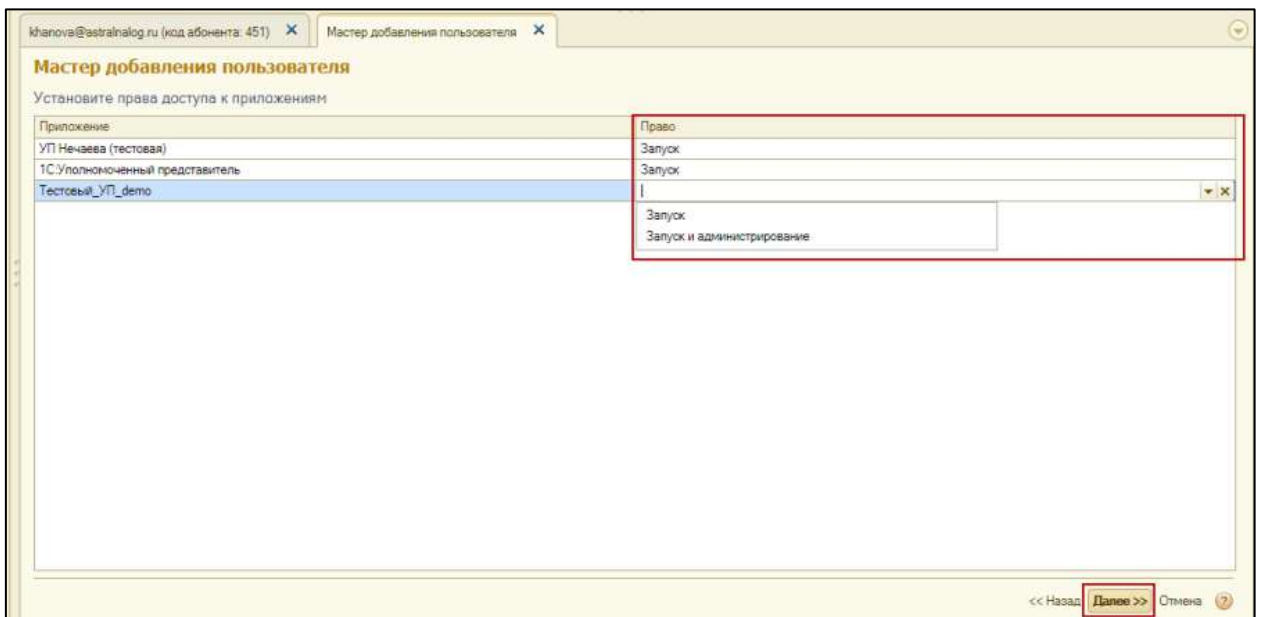 khanova@astralnalog.ru (код абонента: 451) Мастер добавления пользователя
Мастер добавления пользователя
Установите права доступа к приложениям
Приложение Право
УП Нечаева (тестовая) Запуск
1С:Уполномоченный представитель Запуск
Тестовый_УП_demo
Запуск
Запуск и администрирование
<< Назад Далее >> Отмена ?